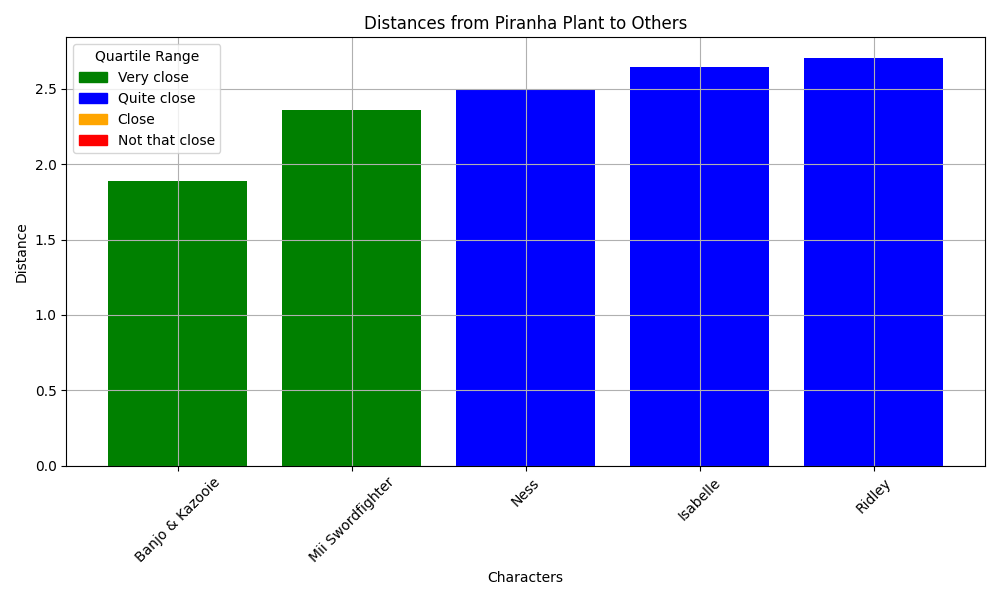 Distances from Piranha Plant to Others
Quartile Range
Very close
Quite close
Close
Not that close
Distance
2.5
2.0
1.5
1.0
0.5
0.0
Banjo & Kazooie
Mii Swordfighter
Ness
Isabelle
Ridley
Characters